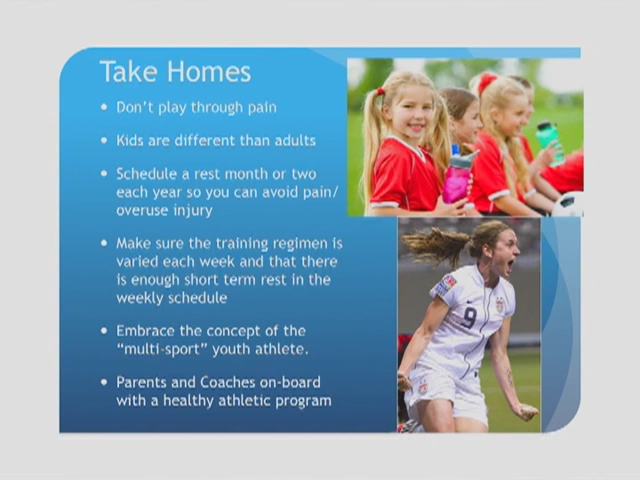 Take Homes
• Don't play through pain
• Kids are different than adults
• Schedule a rest month or two
each year so you can avoid pain/
overuse injury
• Make sure the training regimen is
varied each week and that there
is enough short term rest in the
weekly schedule
• Embrace the concept of the
“multi-sport” youth athlete.
• Parents and Coaches on-board
with a healthy athletic program
9